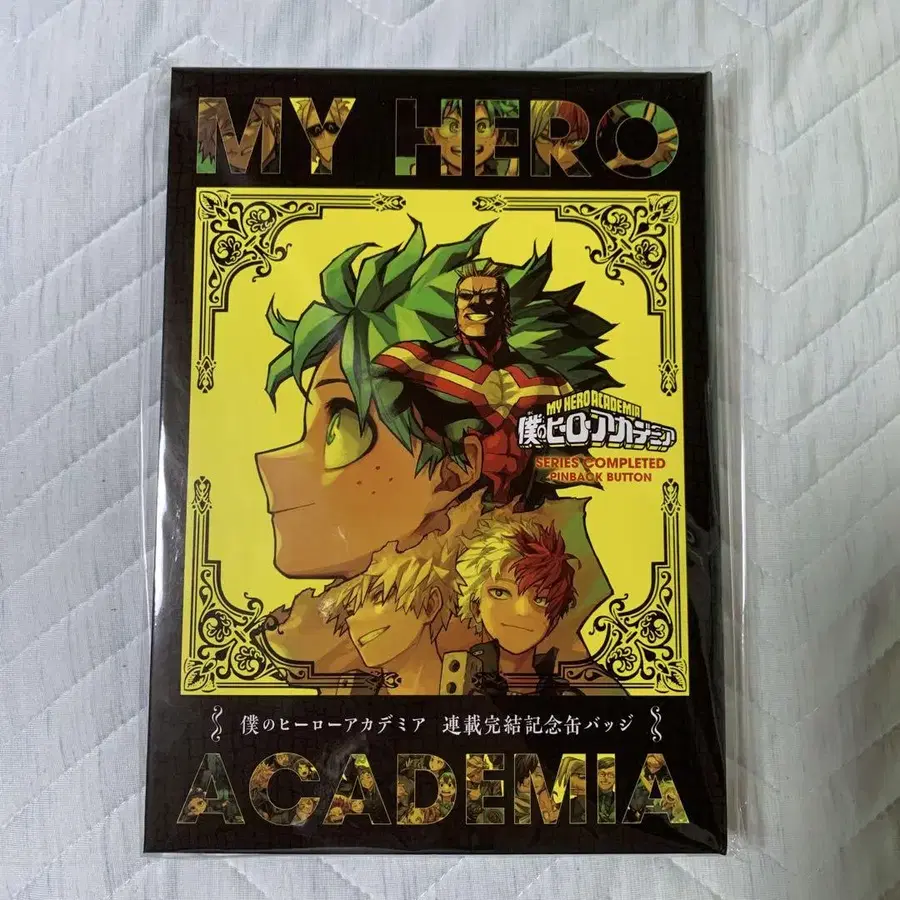 MY HERO
MY HERO ACADEMIA
僕のヒーローアカデミア
SERIES COMPLETED
PINBACK BUTTON
僕のヒーローアカデミア 連載完結記念缶バッジ
ACADEMIA